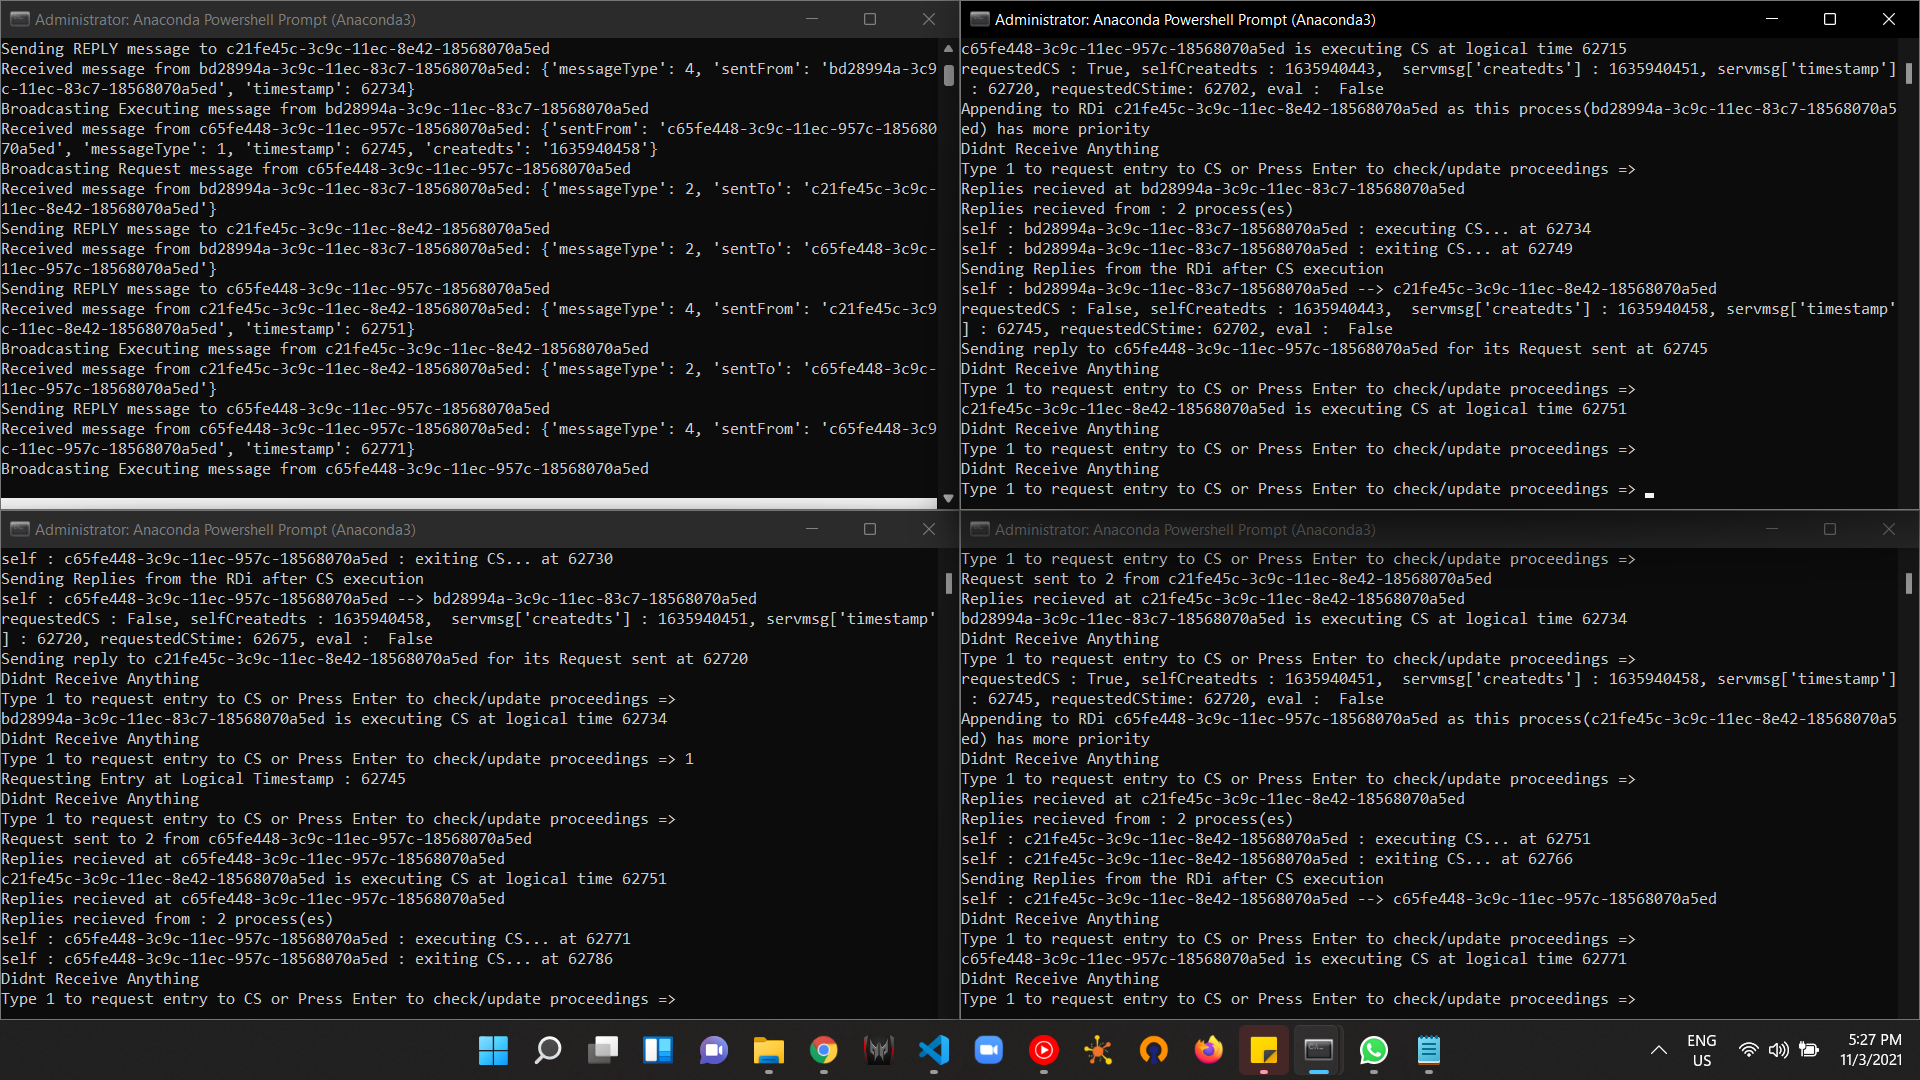 Administrator: Anaconda Powershell Prompt (Anaconda3)
Sending REPLY message to c21fe45c-3c9c-11ec-8e42-18568070a5ed
Received message from bd28994a-3c9c-11ec-83c7-18568070a5ed: {'messageType': 4, 'sentFrom': 'bd28994a-3c9
c-11ec-83c7-18568070a5ed', 'timestamp': 62734}
Broadcasting Executing message from bd28994a-3c9c-11ec-83c7-18568070a5ed
Received message from c65fe448-3c9c-11ec-957c-18568070a5ed: {'sentFrom': 'c65fe448-3c9c-11ec-957c-185680
70a5ed', 'messageType': 1, 'timestamp': 62745, 'createdts': '1635940458'}
Broadcasting Request message from c65fe448-3c9c-11ec-957c-18568070a5ed
Received message from bd28994a-3c9c-11ec-83c7-18568070a5ed: {'messageType': 2, 'sentTo': 'c21fe45c-3c9c-
11ec-8e42-18568070a5ed'}
Sending REPLY message to c21fe45c-3c9c-11ec-8e42-18568070a5ed
Received message from bd28994a-3c9c-11ec-83c7-18568070a5ed: {'messageType': 2, 'sentTo': 'c65fe448-3c9c-
11ec-957c-18568070a5ed'}
Sending REPLY message to c65fe448-3c9c-11ec-957c-18568070a5ed
Received message from c21fe45c-3c9c-11ec-8e42-18568070a5ed: {'messageType': 4, 'sentFrom': 'c21fe45c-3c9
c-11ec-8e42-18568070a5ed', 'timestamp': 62751}
Broadcasting Executing message from c21fe45c-3c9c-11ec-8e42-18568070a5ed
Received message from c21fe45c-3c9c-11ec-8e42-18568070a5ed: {'messageType': 2, 'sentTo': 'c65fe448-3c9c-
11ec-957c-18568070a5ed'}
Sending REPLY message to c65fe448-3c9c-11ec-957c-18568070a5ed
Received message from c65fe448-3c9c-11ec-957c-18568070a5ed: {'messageType': 4, 'sentFrom': 'c65fe448-3c9
c-11ec-957c-18568070a5ed', 'timestamp': 62771}
Broadcasting Executing message from c65fe448-3c9c-11ec-957c-18568070a5ed
Administrator: Anaconda Powershell Prompt (Anaconda3)
c65fe448-3c9c-11ec-957c-18568070a5ed is executing CS at logical time 62715
requestedCS : True, selfCreatedts : 1635940443,  servmsg['createdts'] : 1635940451, servmsg['timestamp']
 : 62720, requestedCStime: 62702, eval :  False
Appending to RDi c21fe45c-3c9c-11ec-8e42-18568070a5ed as this process(bd28994a-3c9c-11ec-83c7-18568070a5
ed) has more priority
Didnt Receive Anything
Type 1 to request entry to CS or Press Enter to check/update proceedings =>
Replies recieved at bd28994a-3c9c-11ec-83c7-18568070a5ed
Replies recieved from : 2 process(es)
self : bd28994a-3c9c-11ec-83c7-18568070a5ed : executing CS... at 62734
self : bd28994a-3c9c-11ec-83c7-18568070a5ed : exiting CS... at 62749
Sending Replies from the RDi after CS execution
self : bd28994a-3c9c-11ec-83c7-18568070a5ed --> c21fe45c-3c9c-11ec-8e42-18568070a5ed
requestedCS : False, selfCreatedts : 1635940443,  servmsg['createdts'] : 1635940458, servmsg['timestamp'
] : 62745, requestedCStime: 62702, eval :  False
Sending reply to c65fe448-3c9c-11ec-957c-18568070a5ed for its Request sent at 62745
Didnt Receive Anything
Type 1 to request entry to CS or Press Enter to check/update proceedings =>
c21fe45c-3c9c-11ec-8e42-18568070a5ed is executing CS at logical time 62751
Didnt Receive Anything
Type 1 to request entry to CS or Press Enter to check/update proceedings =>
Didnt Receive Anything
Type 1 to request entry to CS or Press Enter to check/update proceedings =>
Administrator: Anaconda Powershell Prompt (Anaconda3)
self : c65fe448-3c9c-11ec-957c-18568070a5ed : exiting CS... at 62730
Sending Replies from the RDi after CS execution
self : c65fe448-3c9c-11ec-957c-18568070a5ed --> bd28994a-3c9c-11ec-83c7-18568070a5ed
requestedCS : False, selfCreatedts : 1635940458,  servmsg['createdts'] : 1635940451, servmsg['timestamp'
] : 62720, requestedCStime: 62675, eval :  False
Sending reply to c21fe45c-3c9c-11ec-8e42-18568070a5ed for its Request sent at 62720
Didnt Receive Anything
Type 1 to request entry to CS or Press Enter to check/update proceedings =>
bd28994a-3c9c-11ec-83c7-18568070a5ed is executing CS at logical time 62734
Didnt Receive Anything
Type 1 to request entry to CS or Press Enter to check/update proceedings => 1
Requesting Entry at Logical Timestamp : 62745
Didnt Receive Anything
Type 1 to request entry to CS or Press Enter to check/update proceedings =>
Request sent to 2 from c65fe448-3c9c-11ec-957c-18568070a5ed
Replies recieved at c65fe448-3c9c-11ec-957c-18568070a5ed
c21fe45c-3c9c-11ec-8e42-18568070a5ed is executing CS at logical time 62751
Replies recieved at c65fe448-3c9c-11ec-957c-18568070a5ed
Replies recieved from : 2 process(es)
self : c65fe448-3c9c-11ec-957c-18568070a5ed : executing CS... at 62771
self : c65fe448-3c9c-11ec-957c-18568070a5ed : exiting CS... at 62786
Didnt Receive Anything
Type 1 to request entry to CS or Press Enter to check/update proceedings =>
Administrator: Anaconda Powershell Prompt (Anaconda3)
Type 1 to request entry to CS or Press Enter to check/update proceedings =>
Request sent to 2 from c21fe45c-3c9c-11ec-8e42-18568070a5ed
Replies recieved at c21fe45c-3c9c-11ec-8e42-18568070a5ed
bd28994a-3c9c-11ec-83c7-18568070a5ed is executing CS at logical time 62734
Didnt Receive Anything
Type 1 to request entry to CS or Press Enter to check/update proceedings =>
requestedCS : True, selfCreatedts : 1635940451,  servmsg['createdts'] : 1635940458, servmsg['timestamp']
 : 62745, requestedCStime: 62720, eval :  False
Appending to RDi c65fe448-3c9c-11ec-957c-18568070a5ed as this process(c21fe45c-3c9c-11ec-8e42-18568070a5
ed) has more priority
Didnt Receive Anything
Type 1 to request entry to CS or Press Enter to check/update proceedings =>
Replies recieved at c21fe45c-3c9c-11ec-8e42-18568070a5ed
Replies recieved from : 2 process(es)
self : c21fe45c-3c9c-11ec-8e42-18568070a5ed : executing CS... at 62751
self : c21fe45c-3c9c-11ec-8e42-18568070a5ed : exiting CS... at 62766
Sending Replies from the RDi after CS execution
self : c21fe45c-3c9c-11ec-8e42-18568070a5ed --> c65fe448-3c9c-11ec-957c-18568070a5ed
Didnt Receive Anything
Type 1 to request entry to CS or Press Enter to check/update proceedings =>
c65fe448-3c9c-11ec-957c-18568070a5ed is executing CS at logical time 62771
Didnt Receive Anything
Type 1 to request entry to CS or Press Enter to check/update proceedings =>
ENG
US
5:27 PM
11/3/2021